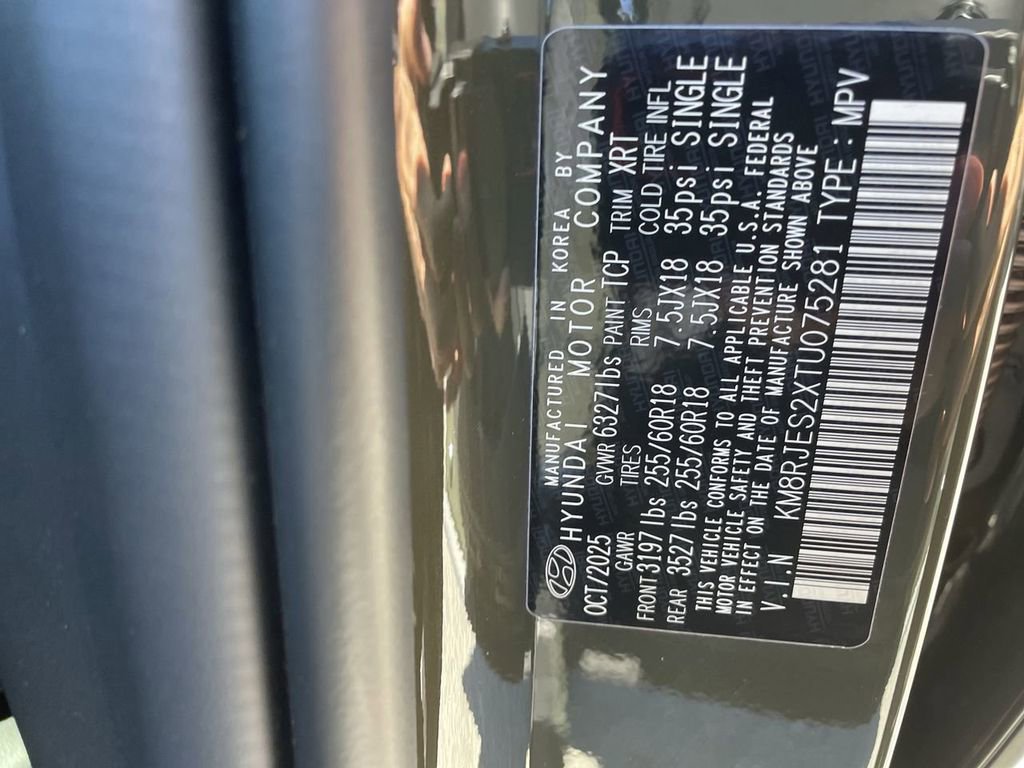 MANUFACTURED IN KOREA BY
HYUNDAI MOTOR COMPANY
OCT/2025 GVWR 6327lbs PAINT TCP TRIM XRT
GAWR TIRES RIMS COLD TIRE INFL
FRONT 3197lbs 255/60R18 7.5JX18 35psi SINGLE
REAR 3527lbs 255/60R18 7.5JX18 35psi SINGLE
THIS VEHICLE CONFORMS TO ALL APPLICABLE U.S.A. FEDERAL
MOTOR VEHICLE SAFETY AND THEFT PREVENTION STANDARDS
IN EFFECT ON THE DATE OF MANUFACTURE SHOWN ABOVE
V.I.N KM8RJES2XTU075281 TYPE : MPV